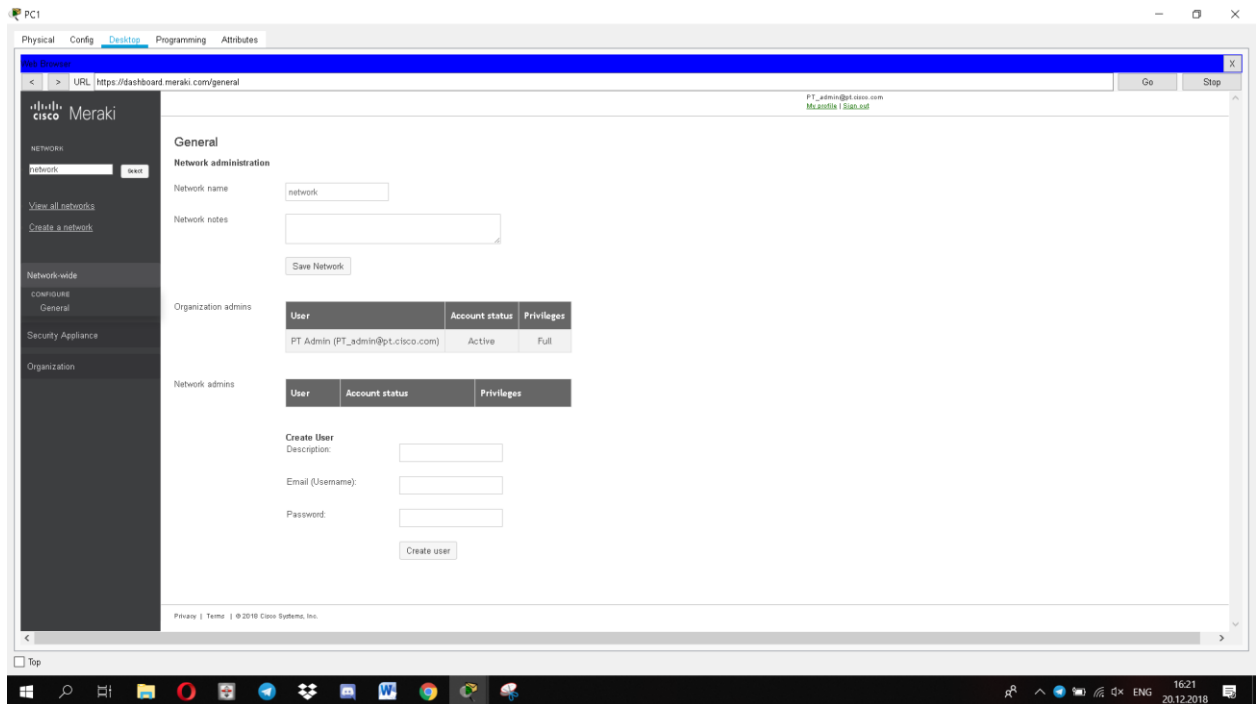 PC1
Physical Config Desktop Programming Attributes
Web Browser X
< > URL https://dashboard.meraki.com/general Go Stop
PT_admin@pt.cisco.com
My profile | Sign out
cisco Meraki
NETWORK
network Select
View all networks
Create a network
Network-wide
CONFIGURE
General
Security Appliance
Organization
General
Network administration
Network name network
Network notes
Save Network
Organization admins
User Account status Privileges
PT Admin (PT_admin@pt.cisco.com) Active Full
Network admins
User Account status Privileges
Create User
Description:
Email (Username):
Password:
Create user
Privacy | Terms | © 2018 Cisco Systems, Inc.
Top
ENG 16:21
20.12.2018